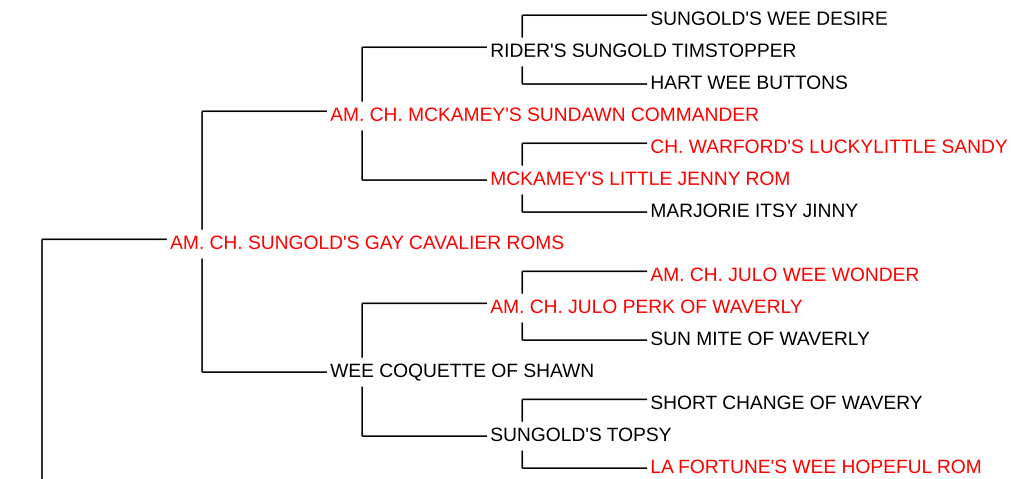 SUNGOLD'S WEE DESIRE
RIDER'S SUNGOLD TIMSTOPPER
HART WEE BUTTONS
AM. CH. MCKAMEY'S SUNDAWN COMMANDER
CH. WARFORD'S LUCKYLITTLE SANDY
MCKAMEY'S LITTLE JENNY ROM
MARJORIE ITSY JINNY
AM. CH. SUNGOLD'S GAY CAVALIER ROMS
AM. CH. JULO WEE WONDER
AM. CH. JULO PERK OF WAVERLY
SUN MITE OF WAVERLY
WEE COQUETTE OF SHAWN
SHORT CHANGE OF WAVERY
SUNGOLD'S TOPSY
LA FORTUNE'S WEE HOPEFUL ROM